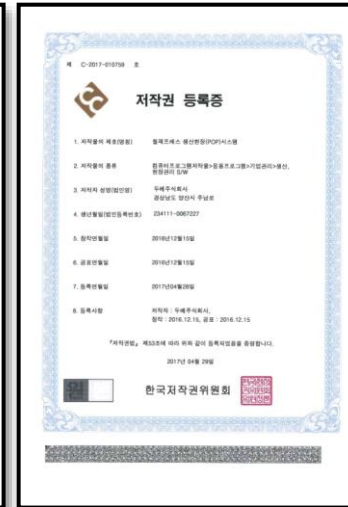 제 C-2017-010759 호
저작권 등록증
1. 저작물의 제호(명칭) 철재프레스 생산현장(POP)시스템
2. 저작물의 종류 컴퓨터프로그램저작물>응용프로그램>기업관리>생산,
현장관리 S/W
3. 저작자 성명(법인명) 두배주식회사
경상남도 양산시 주남로
4. 생년월일(법인등록번호) 234111-0067227
5. 창작연월일 2016년12월15일
6. 공표연월일 2016년12월15일
7. 등록연월일 2017년04월28일
8. 등록사항 저작자 : 두배주식회사,
창작 : 2016.12.15, 공표 : 2016.12.15
『저작권법』 제53조에 따라 위와 같이 등록되었음을 증명합니다.
2017년 04월 28일
한국저작권위원회